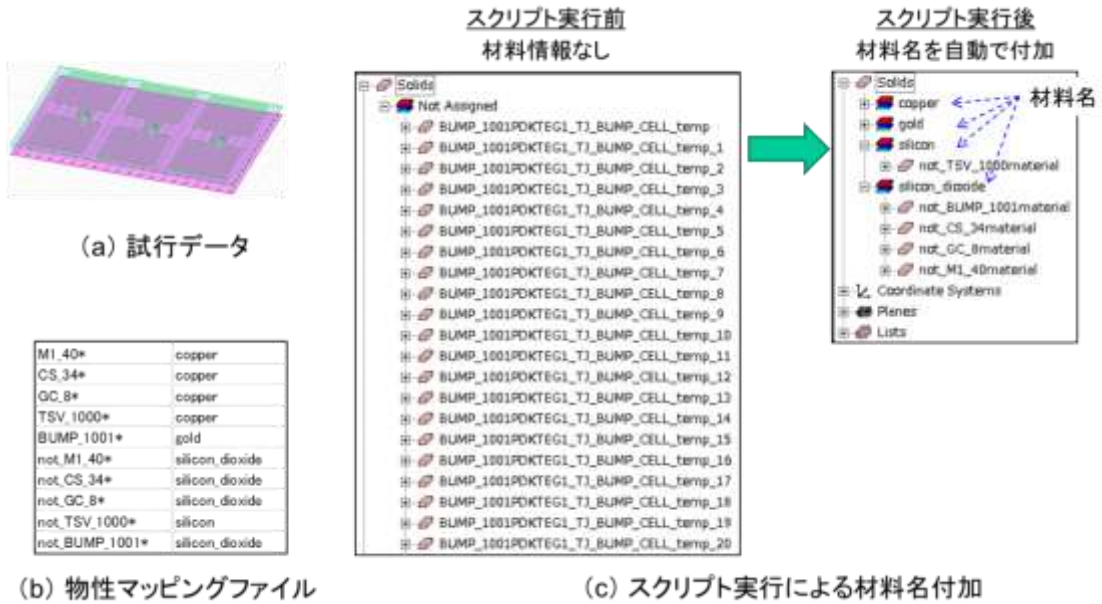 スクリプト実行前
材料情報なし
スクリプト実行後
材料名を自動で付加
Solids
Not Assigned
BUMP_1001PDKTEG1_TJ_BUMP_CELL_temp
BUMP_1001PDKTEG1_TJ_BUMP_CELL_temp_1
BUMP_1001PDKTEG1_TJ_BUMP_CELL_temp_2
BUMP_1001PDKTEG1_TJ_BUMP_CELL_temp_3
BUMP_1001PDKTEG1_TJ_BUMP_CELL_temp_4
BUMP_1001PDKTEG1_TJ_BUMP_CELL_temp_5
BUMP_1001PDKTEG1_TJ_BUMP_CELL_temp_6
BUMP_1001PDKTEG1_TJ_BUMP_CELL_temp_7
BUMP_1001PDKTEG1_TJ_BUMP_CELL_temp_8
BUMP_1001PDKTEG1_TJ_BUMP_CELL_temp_9
BUMP_1001PDKTEG1_TJ_BUMP_CELL_temp_10
BUMP_1001PDKTEG1_TJ_BUMP_CELL_temp_11
BUMP_1001PDKTEG1_TJ_BUMP_CELL_temp_12
BUMP_1001PDKTEG1_TJ_BUMP_CELL_temp_13
BUMP_1001PDKTEG1_TJ_BUMP_CELL_temp_14
BUMP_1001PDKTEG1_TJ_BUMP_CELL_temp_15
BUMP_1001PDKTEG1_TJ_BUMP_CELL_temp_16
BUMP_1001PDKTEG1_TJ_BUMP_CELL_temp_17
BUMP_1001PDKTEG1_TJ_BUMP_CELL_temp_18
BUMP_1001PDKTEG1_TJ_BUMP_CELL_temp_19
BUMP_1001PDKTEG1_TJ_BUMP_CELL_temp_20
Solids
copper
材料名
gold
silicon
not_TSV_1000material
silicon_dioxide
not_BUMP_1001material
not_CS_34material
not_GC_8material
not_M1_40material
Coordinate Systems
Planes
Lists
(a) 試行データ
M1_40* copper
CS_34* copper
GC_8* copper
TSV_1000* copper
BUMP_1001* gold
not_M1_40* silicon_dioxide
not_CS_34* silicon_dioxide
not_GC_8* silicon_dioxide
not_TSV_1000* silicon
not_BUMP_1001* silicon_dioxide
(b) 物性マッピングファイル
(c) スクリプト実行による材料名付加